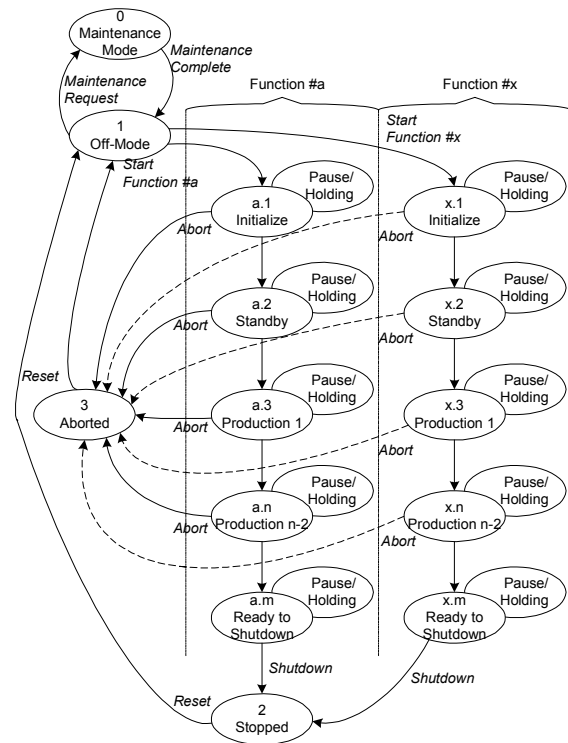 0
Maintenance
Mode
Maintenance
Complete
Maintenance
Request
Function #a
Function #x
1
Off-Mode
Start
Function #x
Start
Function #a
Pause/
Holding
Pause/
Holding
a.1
Initialize
x.1
Initialize
Abort
Abort
Pause/
Holding
Pause/
Holding
a.2
Standby
x.2
Standby
Abort
Abort
Reset
Pause/
Holding
Pause/
Holding
3
Aborted
a.3
Production 1
x.3
Production 1
Abort
Abort
Pause/
Holding
Pause/
Holding
a.n
Production n-2
x.n
Production n-2
Abort
Abort
Pause/
Holding
Pause/
Holding
a.m
Ready to
Shutdown
x.m
Ready to
Shutdown
Shutdown
Shutdown
Reset
2
Stopped